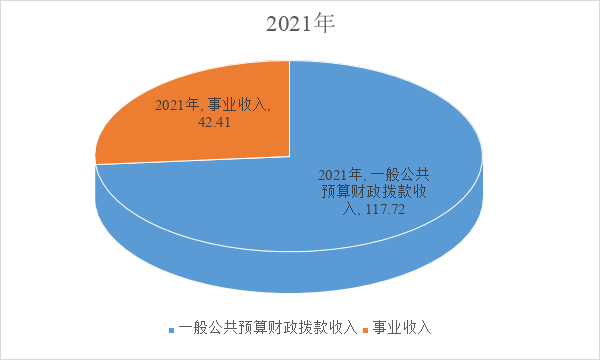 2021年
2021年, 事业收入,
42.41
2021年, 一般公共
预算财政拨款收
入, 117.72
一般公共预算财政拨款收入
事业收入